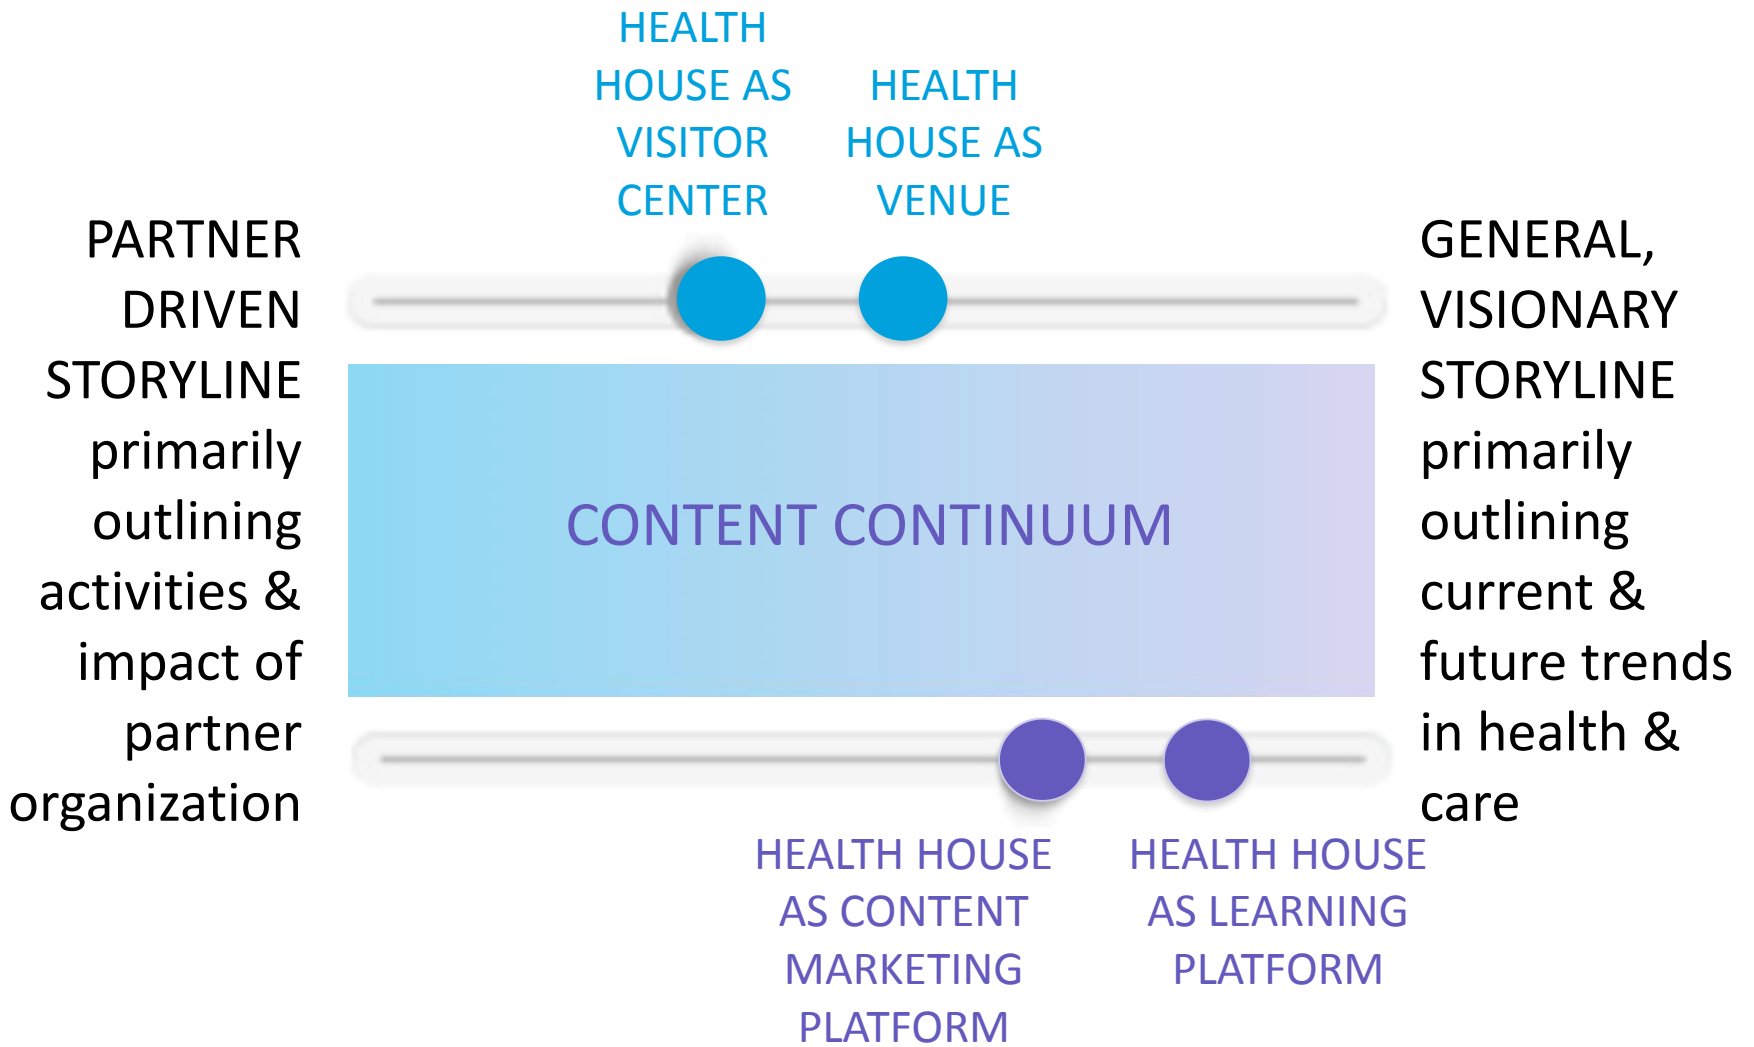 HEALTH
HOUSE AS
VISITOR
CENTER
HEALTH
HOUSE AS
VENUE
PARTNER
DRIVEN
STORYLINE
primarily
outlining
activities &
impact of
partner
organization
CONTENT CONTINUUM
GENERAL,
VISIONARY
STORYLINE
primarily
outlining
current &
future trends
in health &
care
HEALTH HOUSE
AS CONTENT
MARKETING
PLATFORM
HEALTH HOUSE
AS LEARNING
PLATFORM